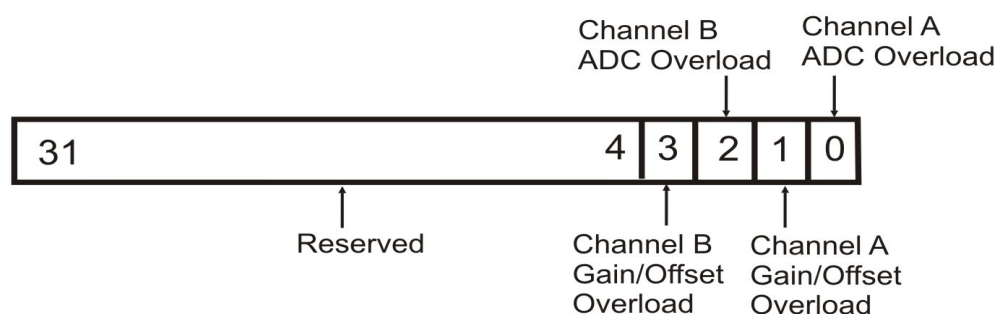 Channel B
ADC Overload
Channel A
ADC Overload
31 4 3 2 1 0
Reserved
Channel B
Gain/Offset
Overload
Channel A
Gain/Offset
Overload